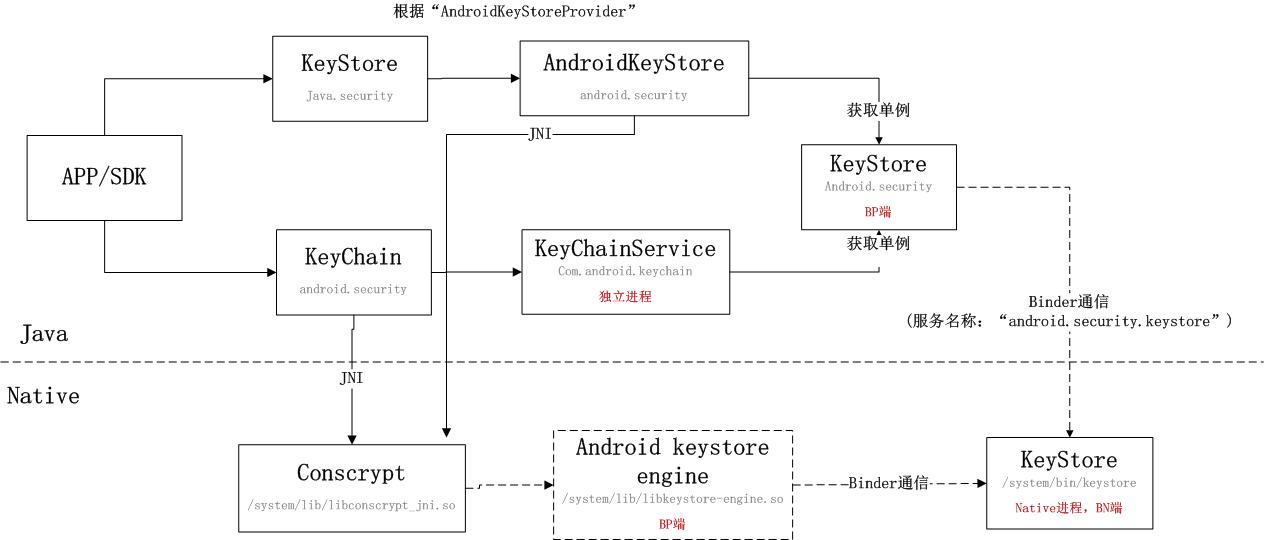 根据“AndroidKeyStoreProvider”
KeyStore
Java.security
AndroidKeyStore
android.security
获取单例
JNI
APP/SDK
KeyStore
Android.security
BP端
获取单例
KeyChain
android.security
KeyChainService
Com.android.keychain
独立进程
Binder通信
(服务名称：“android.security.keystore”)
Java
JNI
Native
Conscrypt
/system/lib/libconscrypt_jni.so
Android keystore
engine
/system/lib/libkeystore-engine.so
BP端
Binder通信
KeyStore
/system/bin/keystore
Native进程，BN端